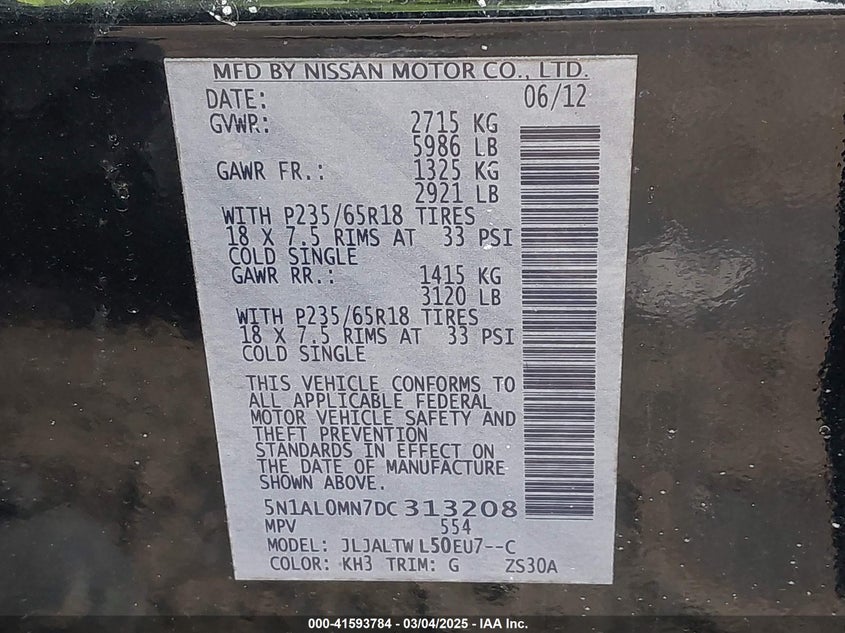 MFD BY NISSAN MOTOR CO., LTD.
DATE: 06/12
GVWR: 2715 KG
5986 LB
GAWR FR.: 1325 KG
2921 LB
WITH P235/65R18 TIRES
18 X 7.5 RIMS AT 33 PSI
COLD SINGLE
GAWR RR.: 1415 KG
3120 LB
WITH P235/65R18 TIRES
18 X 7.5 RIMS AT 33 PSI
COLD SINGLE
THIS VEHICLE CONFORMS TO
ALL APPLICABLE FEDERAL
MOTOR VEHICLE SAFETY AND
THEFT PREVENTION
STANDARDS IN EFFECT ON
THE DATE OF MANUFACTURE
SHOWN ABOVE.
5N1AL0MN7DC313208
MPV 554
MODEL: JLJALTWL50EU7--C
COLOR: KH3 TRIM: G ZS30A
000-41593784 - 03/04/2025 - IAA Inc.